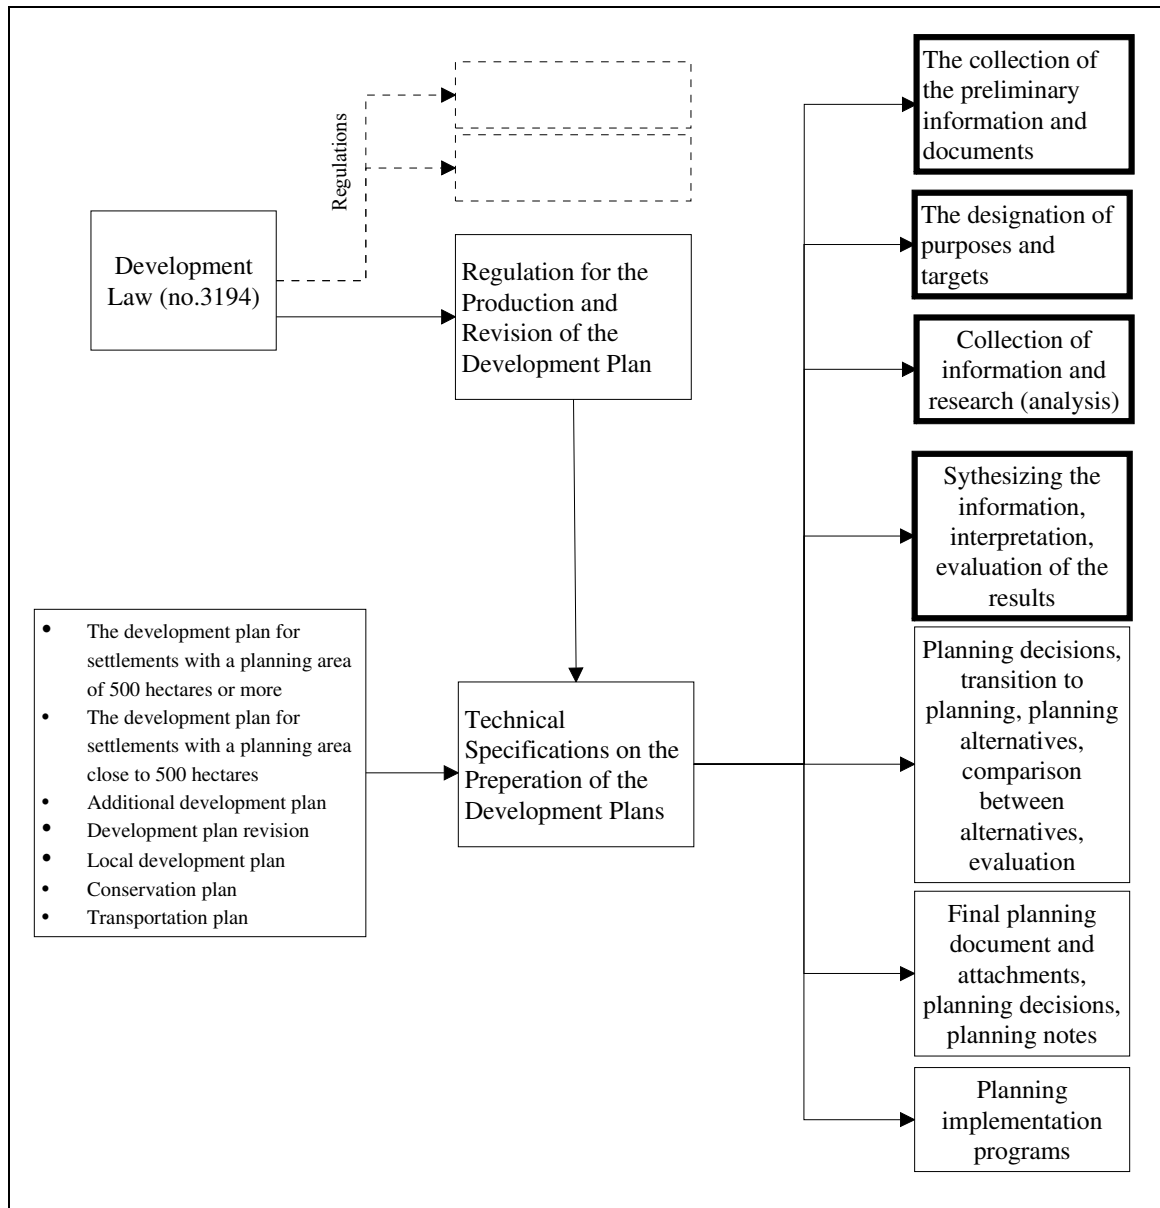 Regulations
Development
Law (no.3194)
Regulation for the
Production and
Revision of the
Development Plan
• The development plan for
settlements with a planning area
of 500 hectares or more
• The development plan for
settlements with a planning area
close to 500 hectares
• Additional development plan
• Development plan revision
• Local development plan
• Conservation plan
• Transportation plan
Technical
Specifications on the
Preperation of the
Development Plans
The collection of
the preliminary
information and
documents
The designation of
purposes and
targets
Collection of
information and
research (analysis)
Sythesizing the
information,
interpretation,
evaluation of the
results
Planning decisions,
transition to
planning, planning
alternatives,
comparison
between
alternatives,
evaluation
Final planning
document and
attachments,
planning decisions,
planning notes
Planning
implementation
programs